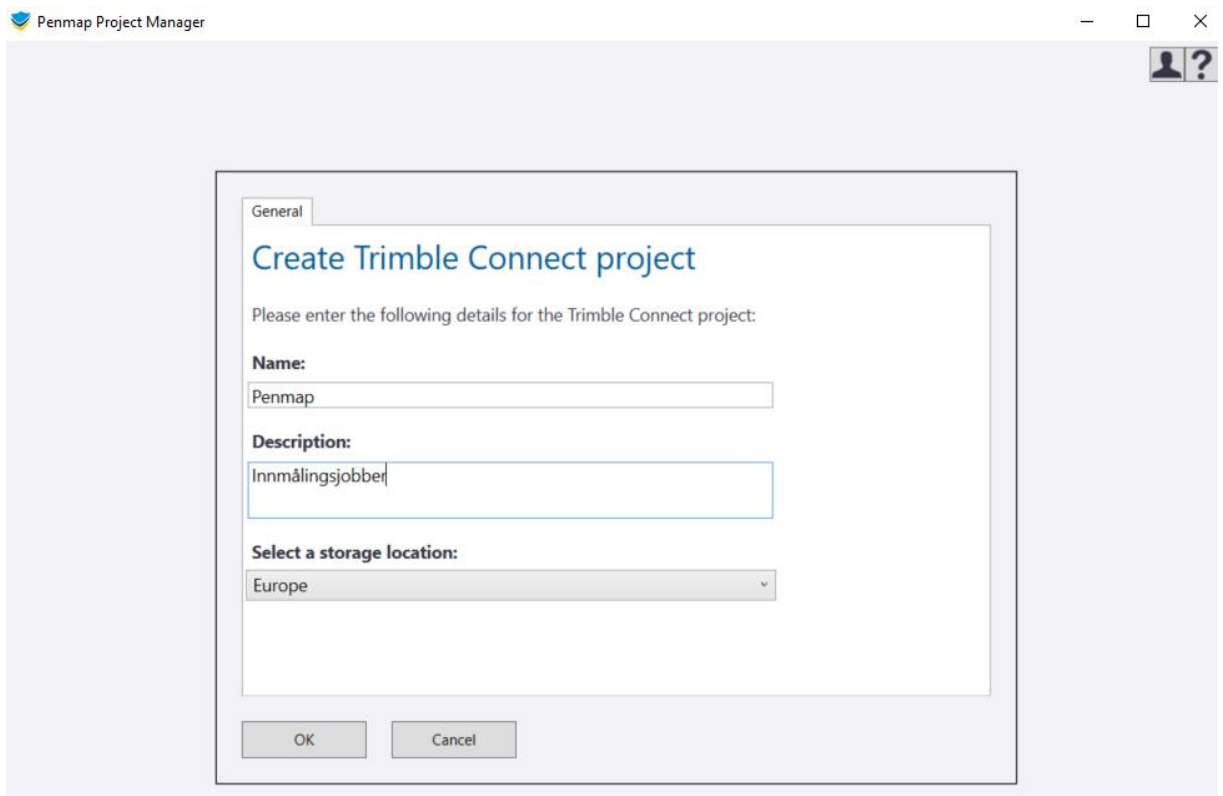 Penmap Project Manager
?
General
Create Trimble Connect project
Please enter the following details for the Trimble Connect project:
Name:
Penmap
Description:
Innmålingsjobber
Select a storage location:
Europe
OK
Cancel